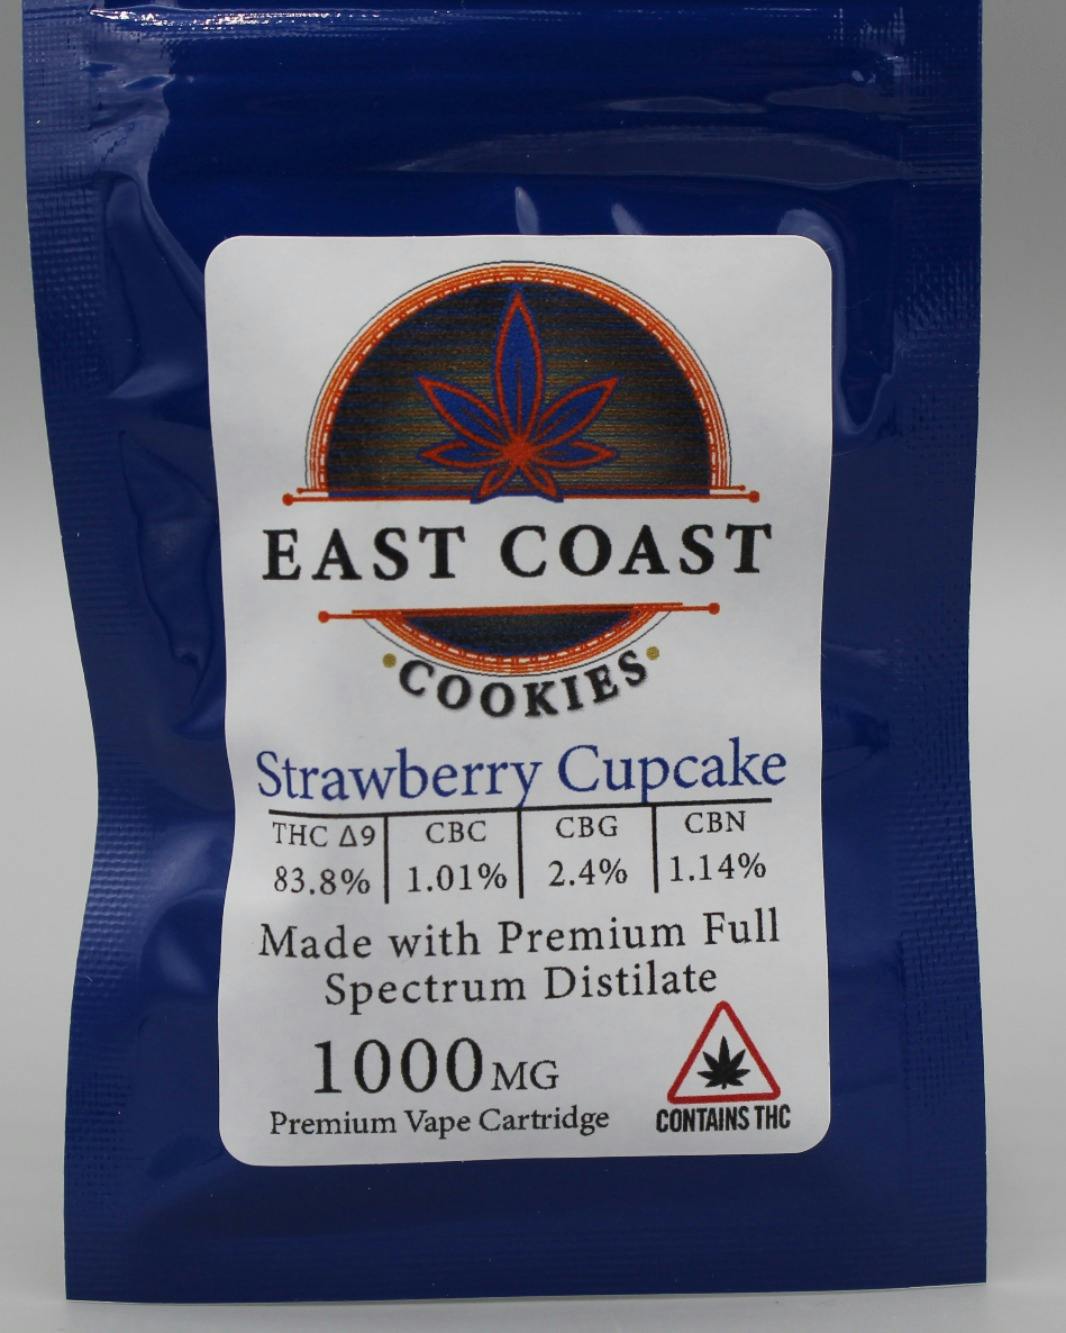 EAST COAST
COOKIES
Strawberry Cupcake
THC Δ9 CBC CBG CBN
83.8% 1.01% 2.4% 1.14%
Made with Premium Full
Spectrum Distilate
1000MG
Premium Vape Cartridge
CONTAINS THC